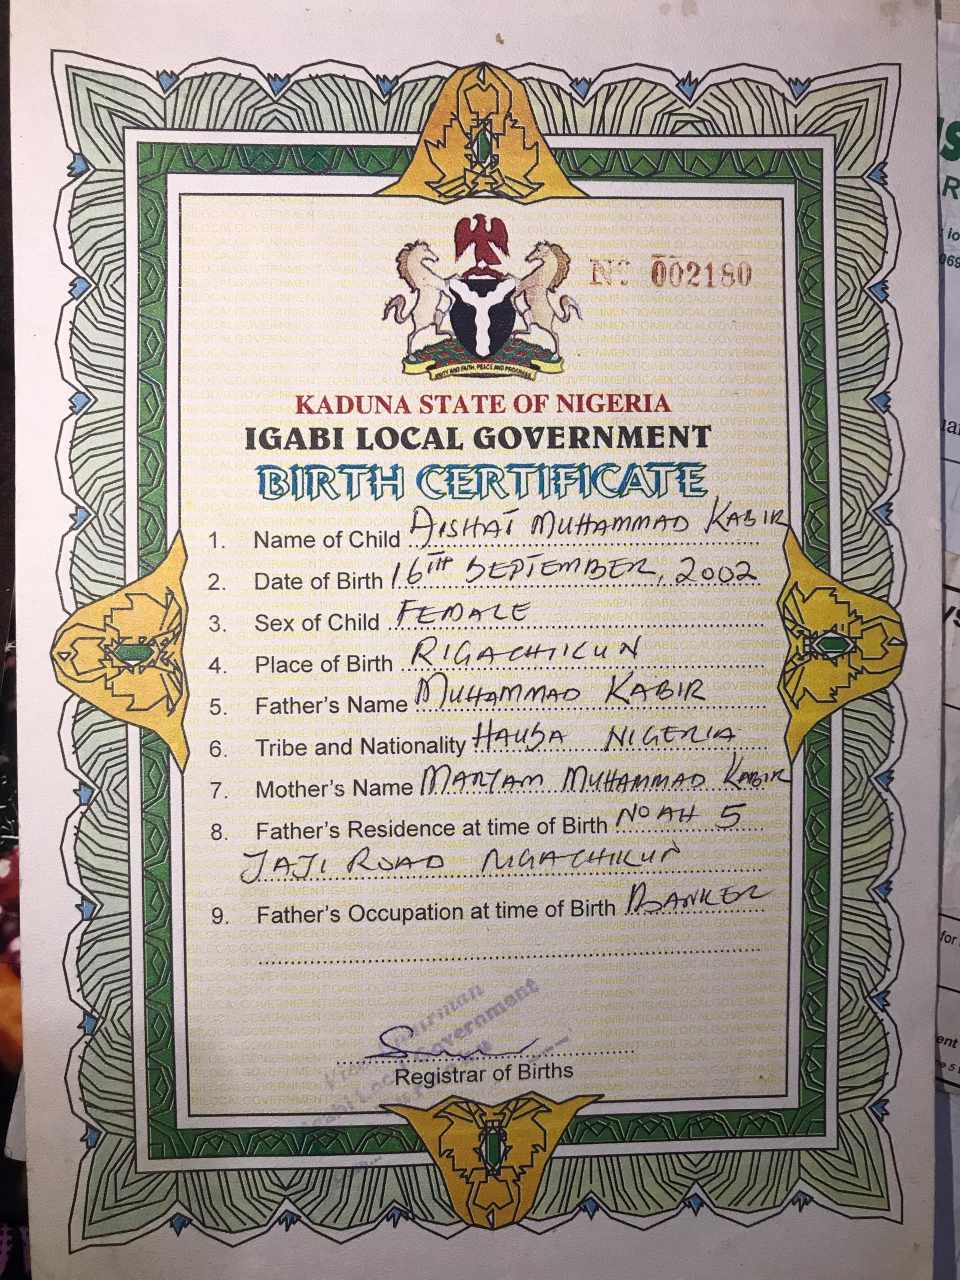 UNITY AND FAITH, PEACE AND PROGRESS
Nº 002180
KADUNA STATE OF NIGERIA
IGABI LOCAL GOVERNMENT
BIRTH CERTIFICATE
1. Name of Child AISHAT MUHAMMAD KABIR
2. Date of Birth 16TH SEPTEMBER, 2002
3. Sex of Child FEMALE
4. Place of Birth RIGACHIKUN
5. Father's Name MUHAMMAD KABIR
6. Tribe and Nationality HAUSA NIGERIA
7. Mother's Name MARYAM MUHAMMAD KABIR
8. Father's Residence at time of Birth NO AH 5
JAJI ROAD RIGACHIKUN
9. Father's Occupation at time of Birth BANKER
Igabi Local Government
Registrar of Births